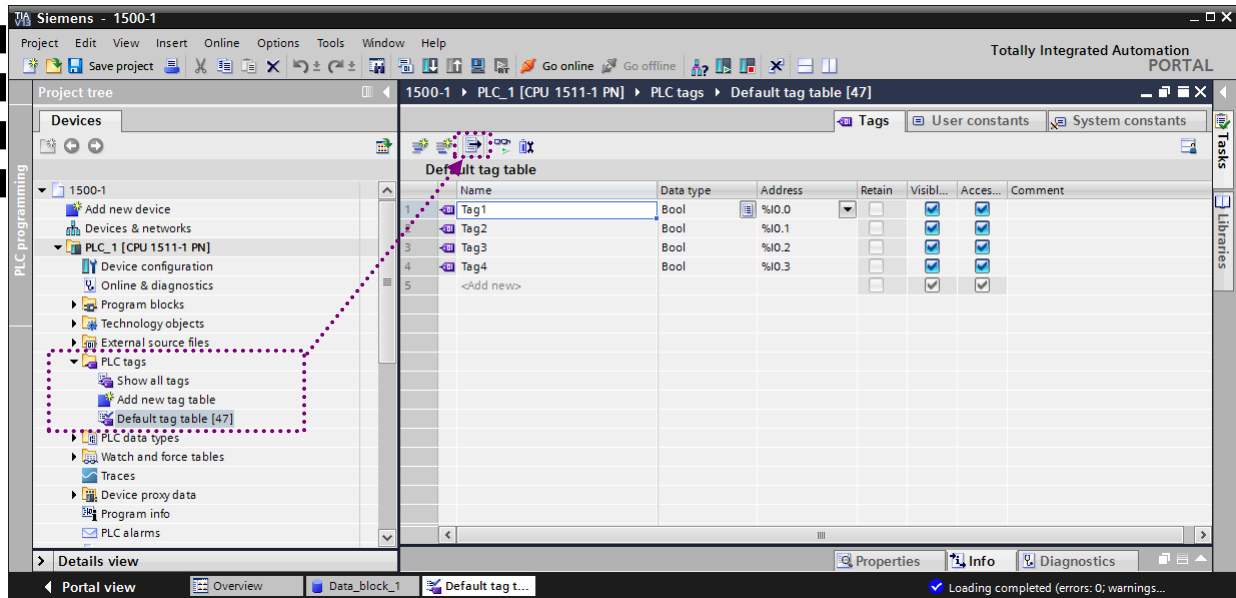 Siemens - 1500-1
Project Edit View Insert Online Options Tools Window Help
Totally Integrated Automation
PORTAL
Save project Go online Go offline
Project tree
1500-1 PLC_1 [CPU 1511-1 PN] PLC tags Default tag table [47]
Devices
Tags User constants System constants
Tasks
Libraries
PLC programming
Default tag table
Name Data type Address Retain Visibl... Acces... Comment
1 Tag1 Bool %I0.0
2 Tag2 Bool %I0.1
3 Tag3 Bool %I0.2
4 Tag4 Bool %I0.3
5 <Add new>
1500-1
Add new device
Devices & networks
PLC_1 [CPU 1511-1 PN]
Device configuration
Online & diagnostics
Program blocks
Technology objects
External source files
PLC tags
Show all tags
Add new tag table
Default tag table [47]
PLC data types
Watch and force tables
Traces
Device proxy data
Program info
PLC alarms
Details view
Properties Info Diagnostics
Portal view Overview Data_block_1 Default tag t... Loading completed (errors: 0; warnings...